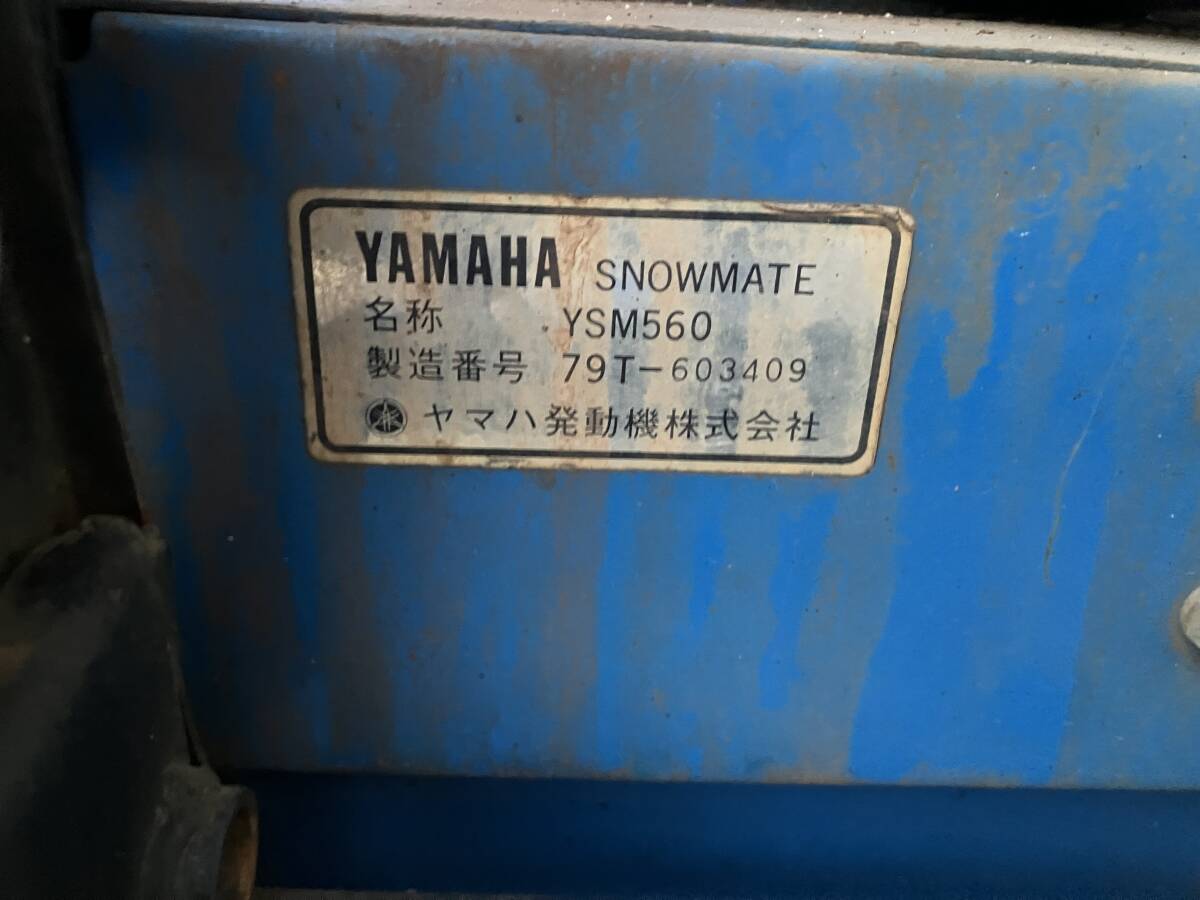 YAMAHA SNOWMATE
名称 YSM560
製造番号 79T-603409
ヤマハ発動機株式会社